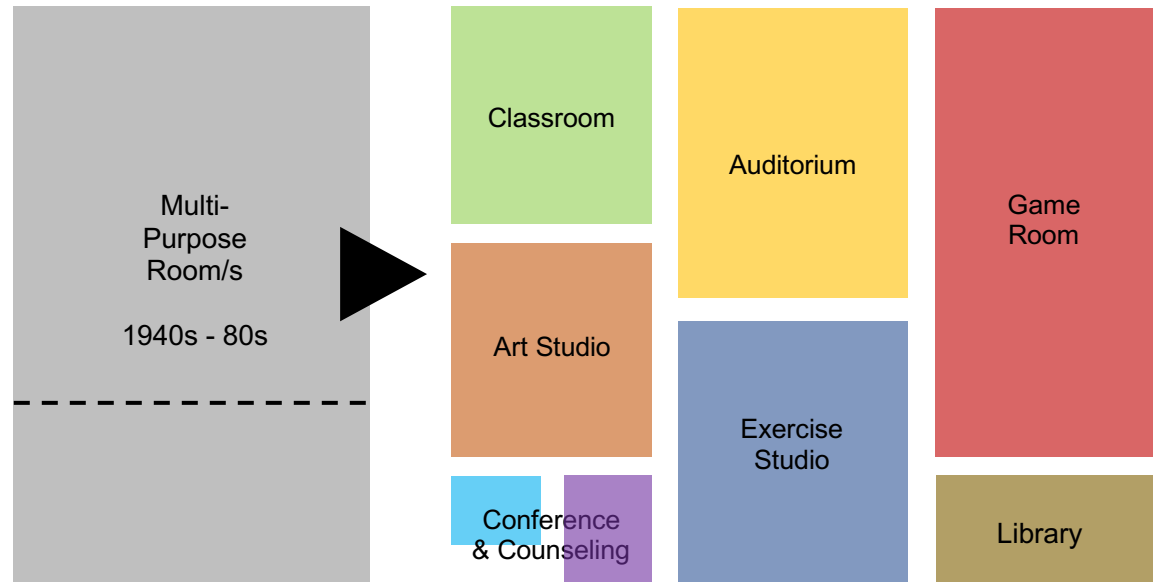 Multi-
Purpose
Room/s
1940s - 80s
Classroom
Auditorium
Game
Room
Art Studio
Exercise
Studio
Conference
& Counseling
Library